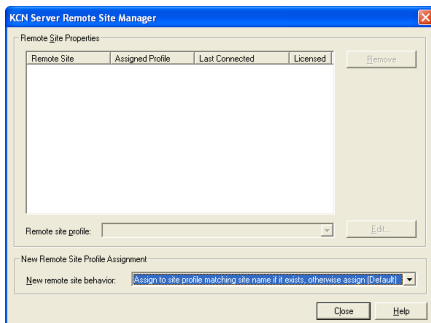 KCN Server Remote Site Manager
Remote Site Properties
Remote Site Assigned Profile Last Connected Licensed
Remove
Remote site profile:
Edit...
New Remote Site Profile Assignment
New remote site behavior: Assign to site profile matching site name if it exists, otherwise assign (Default)
Close Help